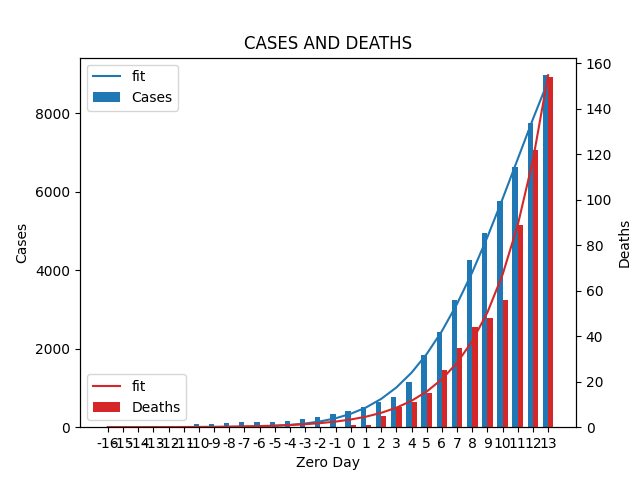 CASES AND DEATHS
fit
Cases
8000
6000
4000
2000
0
Cases
160
140
120
100
80
60
40
20
0
Deaths
fit
Deaths
-16 -15 -14 -13 -12 -11 -10 -9 -8 -7 -6 -5 -4 -3 -2 -1 0 1 2 3 4 5 6 7 8 9 10 11 12 13
Zero Day